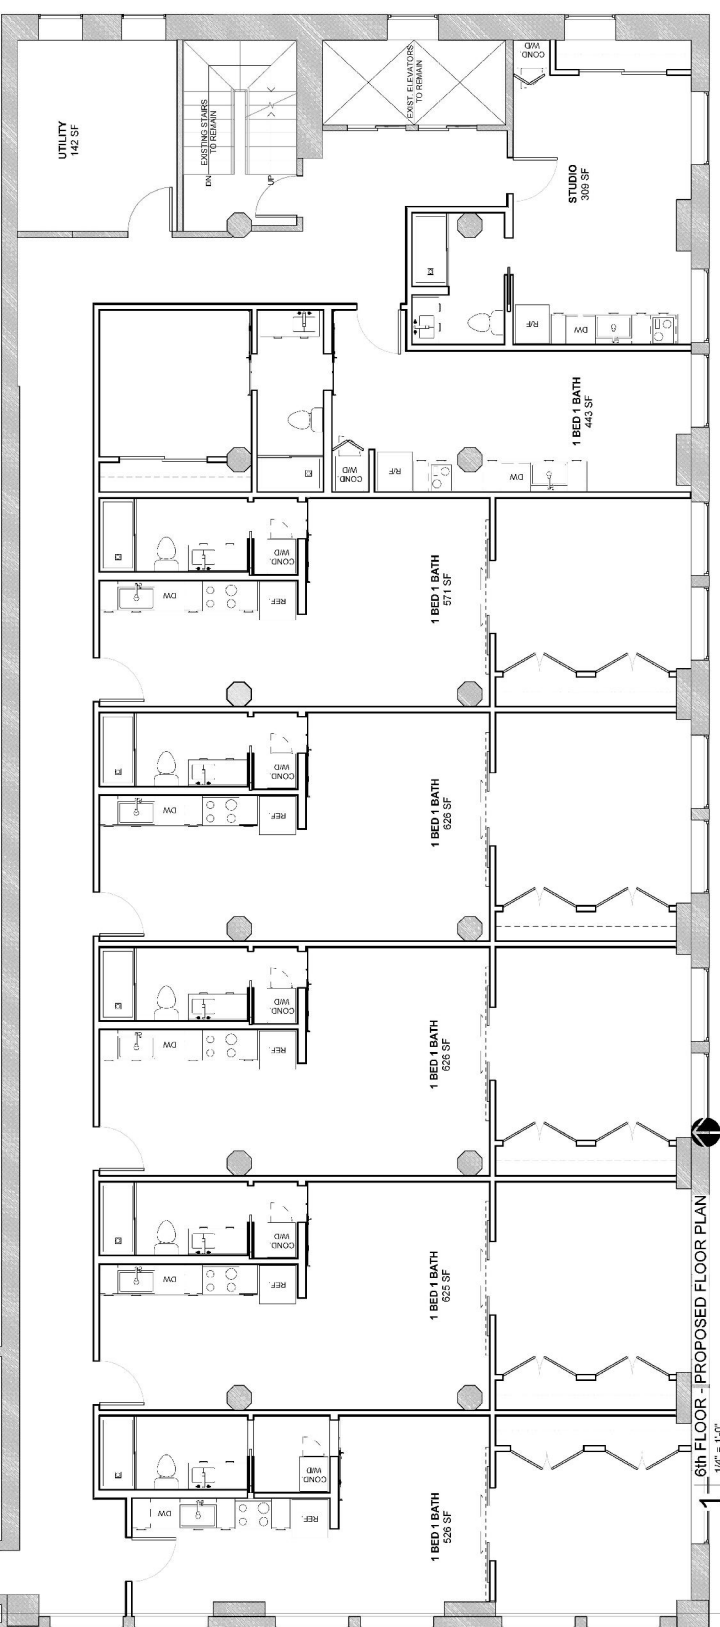 UTILITY
142 SF
EXISTING STAIRS
TO REMAIN
DN
UP
EXIST. ELEVATORS
TO REMAIN
COND.
W/D
STUDIO
309 SF
R/F
DW
1 BED 1 BATH
443 SF
COND.
W/D
R/F
DW
COND.
W/D
DW
REF.
1 BED 1 BATH
571 SF
COND.
W/D
DW
REF.
1 BED 1 BATH
626 SF
COND.
W/D
DW
REF.
1 BED 1 BATH
626 SF
COND.
W/D
DW
REF.
1 BED 1 BATH
625 SF
COND.
W/D
DW
REF.
1 BED 1 BATH
526 SF
1
6th FLOOR - PROPOSED FLOOR PLAN
1/4" = 1'-0"